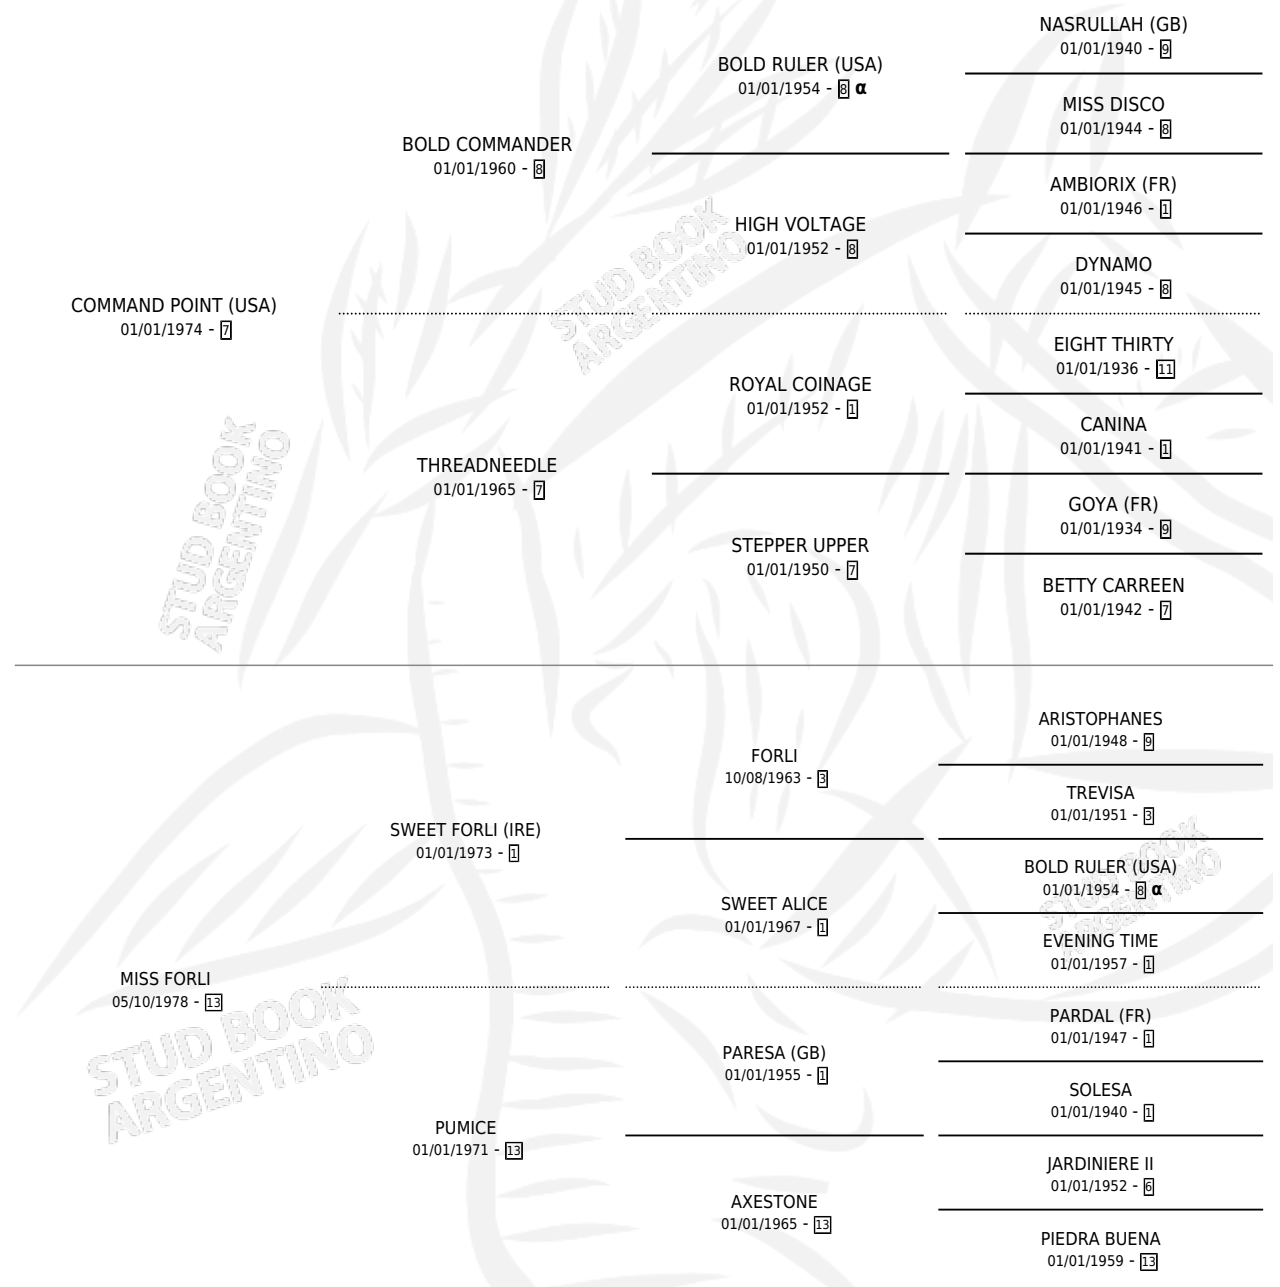 NASRULLAH (GB)
01/01/1940 - 9
BOLD RULER (USA)
01/01/1954 - 8 α
MISS DISCO
01/01/1944 - 8
BOLD COMMANDER
01/01/1960 - 8
AMBIORIX (FR)
01/01/1946 - 1
HIGH VOLTAGE
01/01/1952 - 8
DYNAMO
01/01/1945 - 8
STUD BOOK
ARGENTINO
COMMAND POINT (USA)
01/01/1974 - 7
EIGHT THIRTY
01/01/1936 - 11
ROYAL COINAGE
01/01/1952 - 1
CANINA
01/01/1941 - 1
THREADNEEDLE
01/01/1965 - 7
GOYA (FR)
01/01/1934 - 9
STEPPER UPPER
01/01/1950 - 7
BETTY CARREEN
01/01/1942 - 7
STUD BOOK
ARGENTINO
ARISTOPHANES
01/01/1948 - 9
FORLI
10/08/1963 - 3
TREVISA
01/01/1951 - 3
SWEET FORLI (IRE)
01/01/1973 - 1
BOLD RULER (USA)
01/01/1954 - 8 α
SWEET ALICE
01/01/1967 - 1
EVENING TIME
01/01/1957 - 1
STUD BOOK
ARGENTINO
MISS FORLI
05/10/1978 - 13
PARDAL (FR)
01/01/1947 - 1
PARESA (GB)
01/01/1955 - 1
SOLESA
01/01/1940 - 1
STUD BOOK
ARGENTINO
PUMICE
01/01/1971 - 13
JARDINIERE II
01/01/1952 - 6
AXESTONE
01/01/1965 - 13
PIEDRA BUENA
01/01/1959 - 13